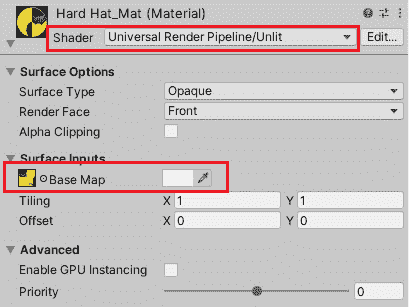 Hard Hat_Mat (Material)
Shader Universal Render Pipeline/Unlit Edit...
Surface Options
Surface Type Opaque
Render Face Front
Alpha Clipping
Surface Inputs
Base Map
Tiling X 1 Y 1
Offset X 0 Y 0
Advanced
Enable GPU Instancing
Priority 0